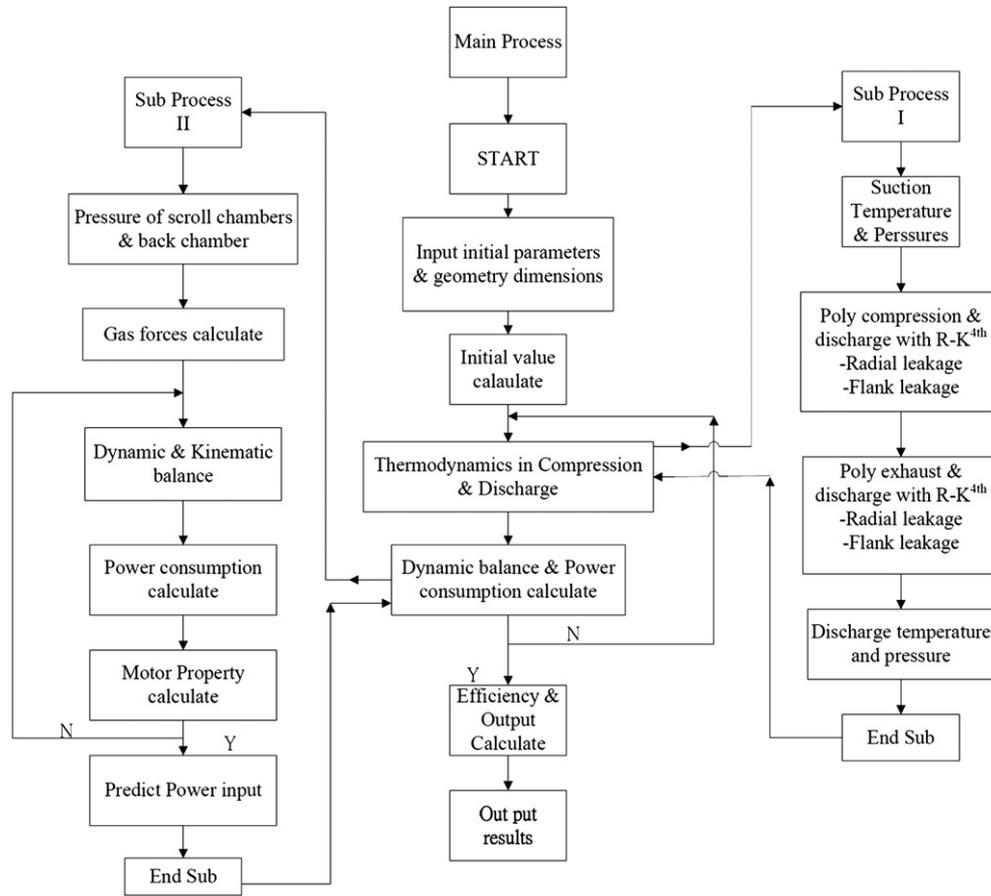 Main Process
START
Input initial parameters
& geometry dimensions
Initial value
calaulate
Thermodynamics in Compression
& Discharge
Dynamic balance & Power
consumption calculate
N
Y
Efficiency &
Output
Calculate
Out put
results
Sub Process
II
Pressure of scroll chambers
& back chamber
Gas forces calculate
Dynamic & Kinematic
balance
Power consumption
calculate
Motor Property
calculate
N
Y
Predict Power input
End Sub
Sub Process
I
Suction
Temperature
& Perssures
Poly compression &
discharge with R-K4th
-Radial leakage
-Flank leakage
Poly exhaust &
discharge with R-K4th
-Radial leakage
-Flank leakage
Discharge temperature
and pressure
End Sub